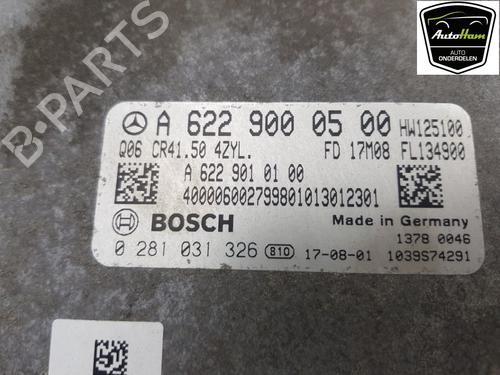 AutoHam
AUTO
ONDERDELEN
B-PARTS
A 622 900 05 00 HW125100
Q06 CR41.50 4ZYL. FD 17M08 FL134900
A 622 901 01 00
400006002799801013012301
BOSCH Made in Germany
1378 0046
0 281 031 326 810 17-08-01 1039S74291